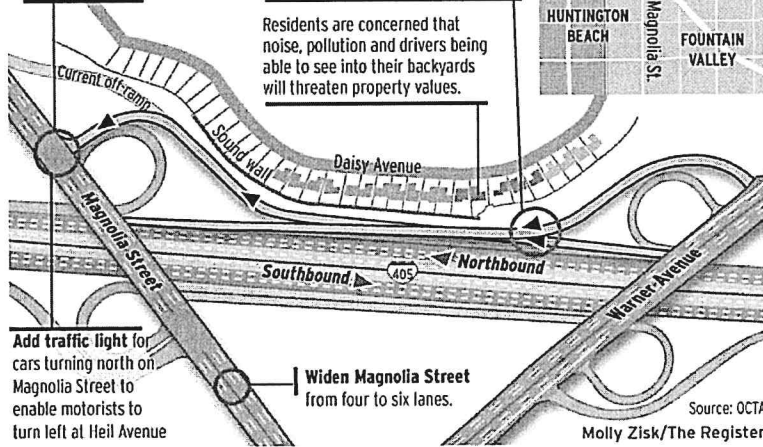 Residents are concerned that
noise, pollution and drivers being
able to see into their backyards
will threaten property values.
HUNTINGTON
BEACH
Magnolia St.
FOUNTAIN
VALLEY
Current off-ramp
Sound wall
Daisy Avenue
Magnolia Street
Northbound
405
Southbound
Warner Avenue
Add traffic light for
cars turning north on
Magnolia Street to
enable motorists to
turn left at Heil Avenue
Widen Magnolia Street
from four to six lanes.
Source: OCTA
Molly Zisk/The Register